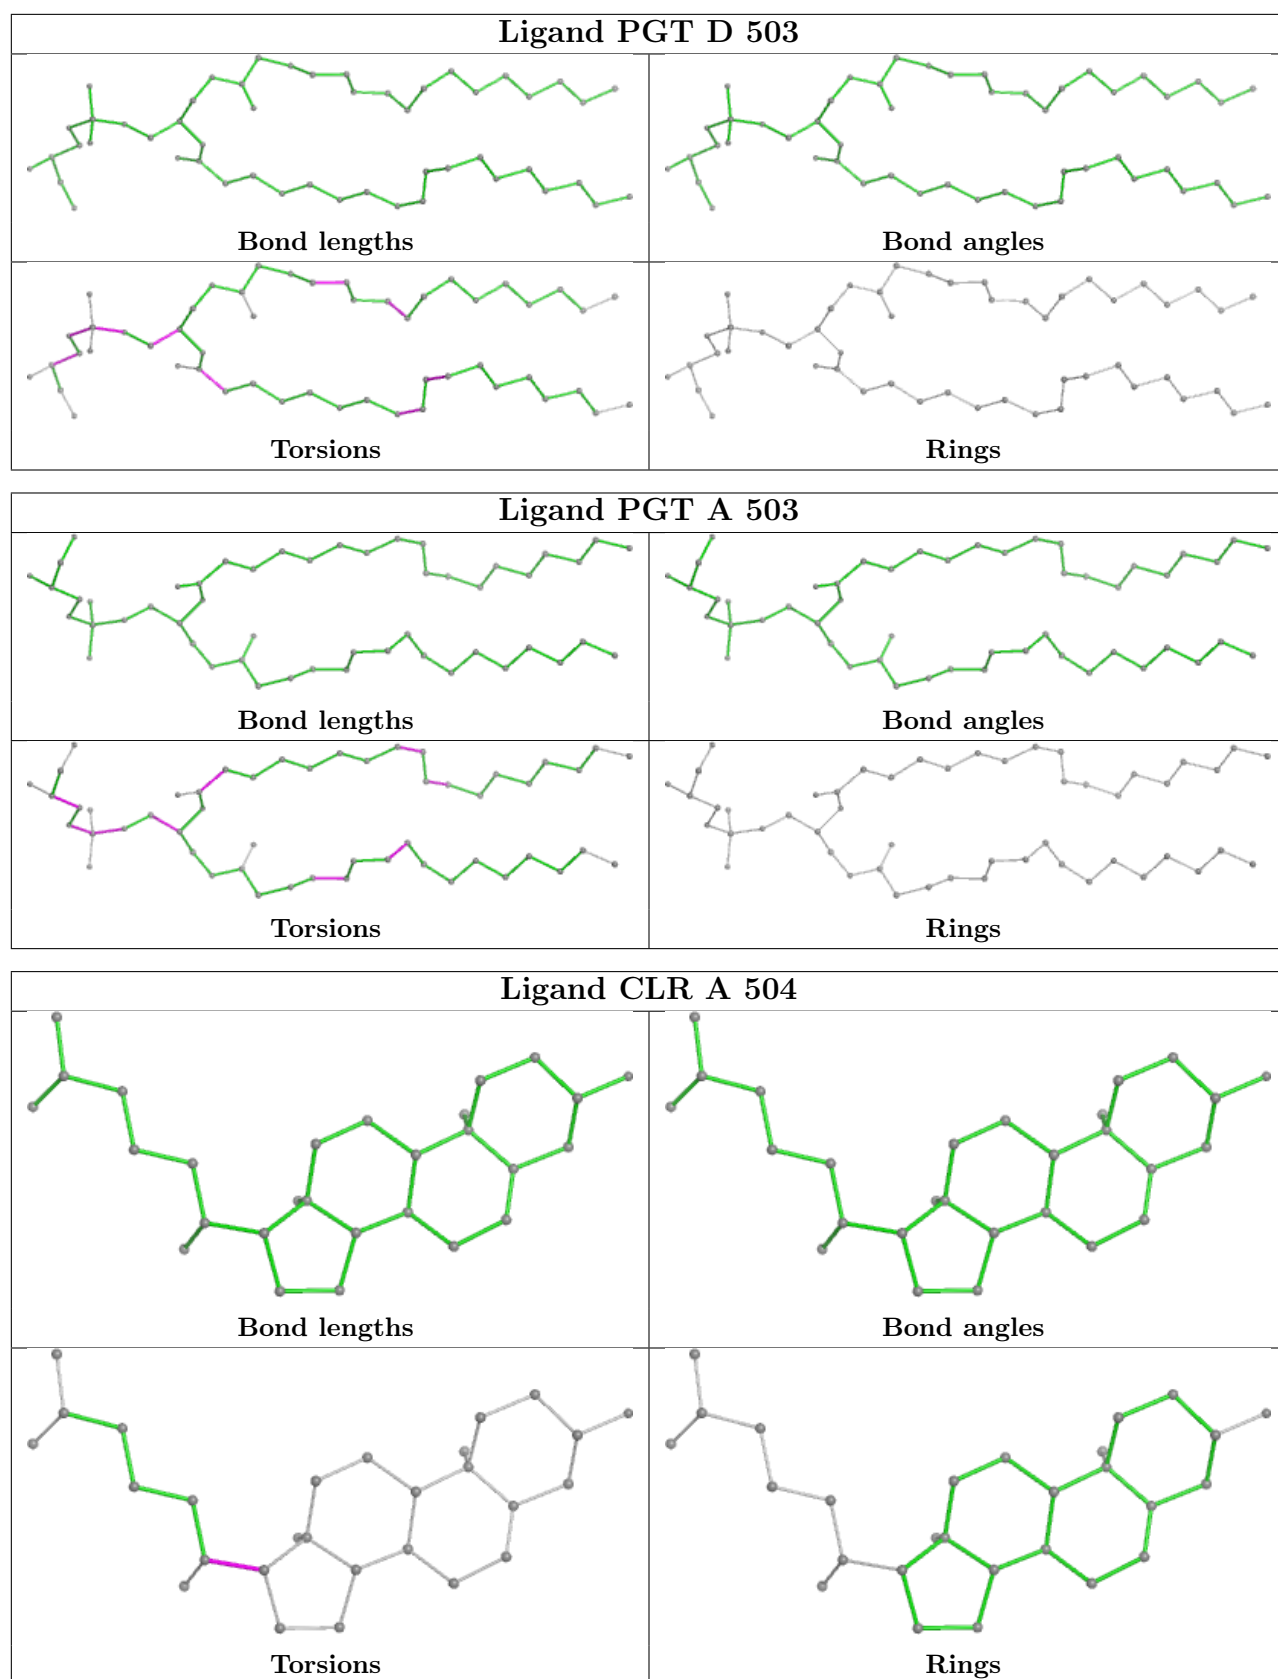 Ligand PGT D 503
Bond lengths
Bond angles
Torsions
Rings
Ligand PGT A 503
Bond lengths
Bond angles
Torsions
Rings
Ligand CLR A 504
Bond lengths
Bond angles
Torsions
Rings